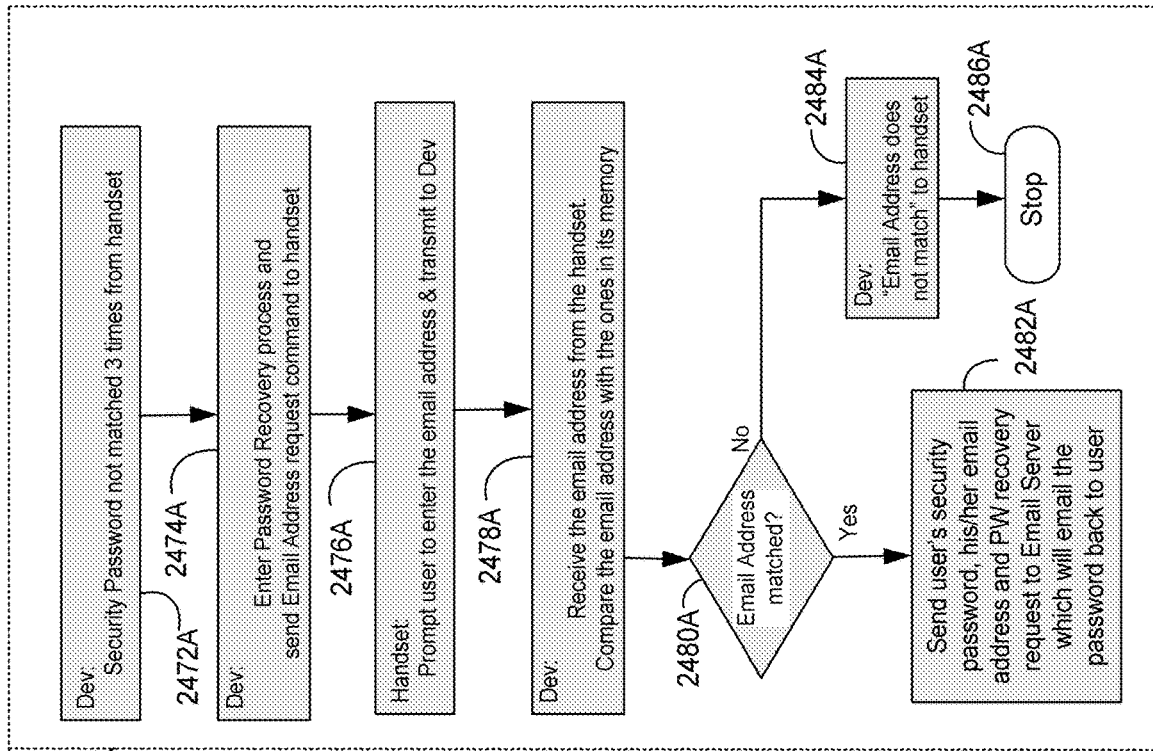 Dev:
Security Password not matched 3 times from handset
2472A
2474A
Dev:
Enter Password Recovery process and
send Email Address request command to handset
2476A
Handset:
Prompt user to enter the email address & transmit to Dev
2478A
Dev:
Receive the email address from the handset.
Compare the email address with the ones in its memory
2480A
Email Address
matched?
No
Yes
2484A
Dev:
"Email Address does
not match" to handset
2486A
Stop
2482A
Send user's security
password, his/her email
address and PW recovery
request to Email Server
which will email the
password back to user